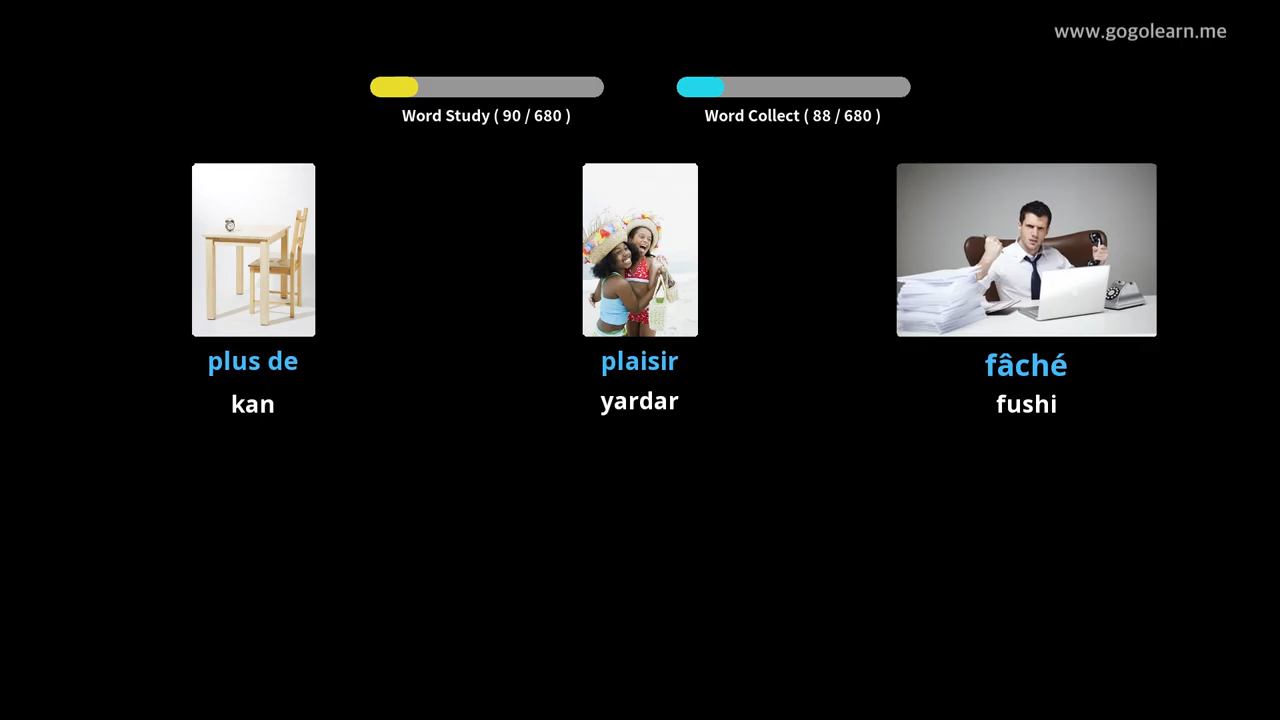 www.gogolearn.me
Word Study ( 90 / 680 )
Word Collect ( 88 / 680 )
plus de
kan
plaisir
yardar
fâché
fushi